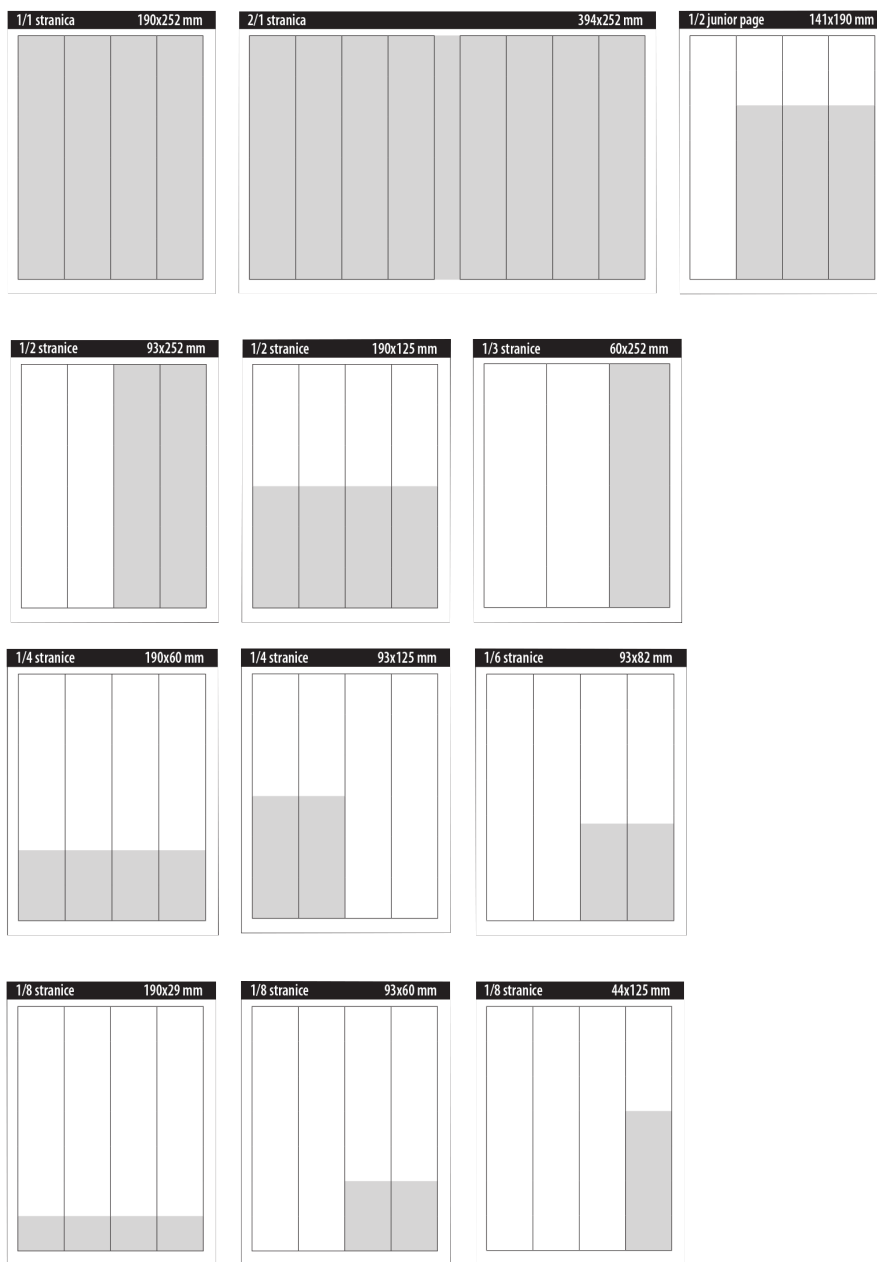 1/1 stranica 190x252 mm
2/1 stranica 394x252 mm
1/2 junior page 141x190 mm
1/2 stranice 93x252 mm
1/2 stranice 190x125 mm
1/3 stranice 60x252 mm
1/4 stranice 190x60 mm
1/4 stranice 93x125 mm
1/6 stranice 93x82 mm
1/8 stranice 190x29 mm
1/8 stranice 93x60 mm
1/8 stranice 44x125 mm